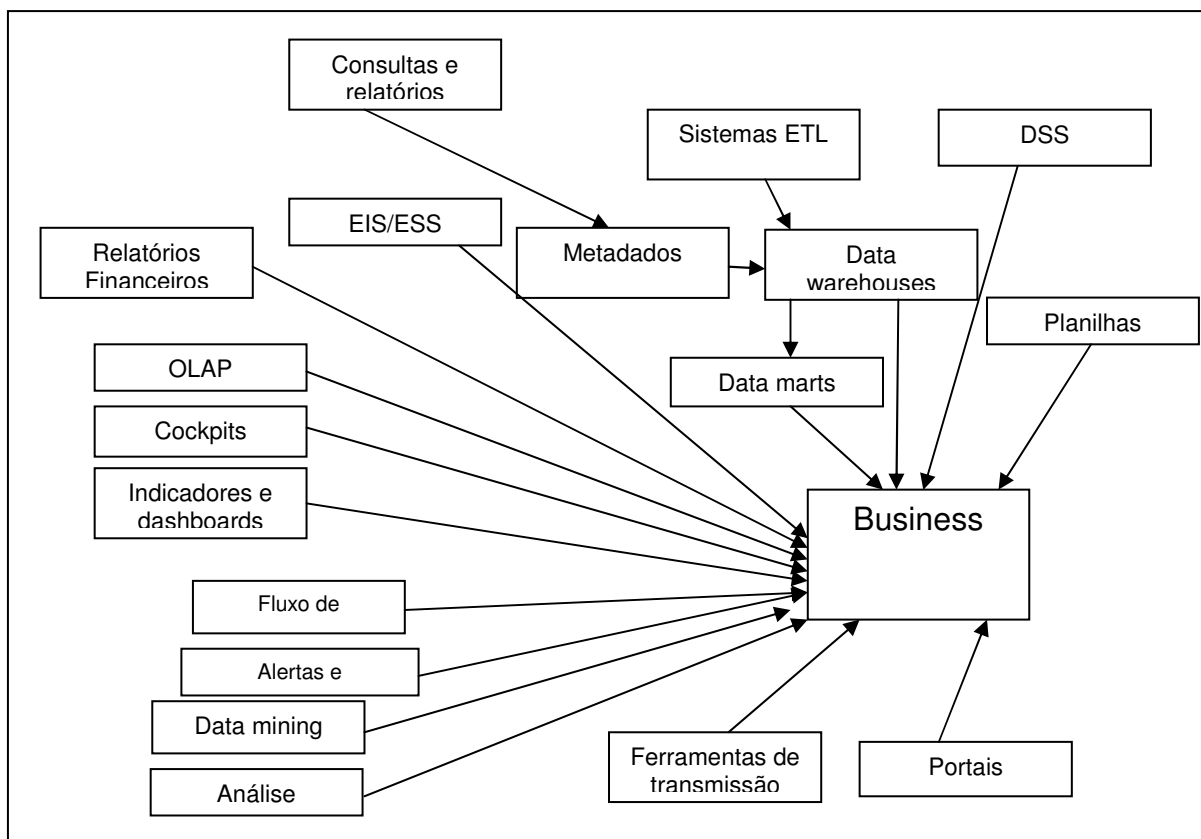 Consultas e
relatórios
Sistemas ETL
DSS
EIS/ESS
Relatórios
Financeiros
Metadados
Data
warehouses
Planilhas
OLAP
Data marts
Cockpits
Indicadores e
dashboards
Business
Fluxo de
Alertas e
Data mining
Ferramentas de
transmissão
Portais
Análise